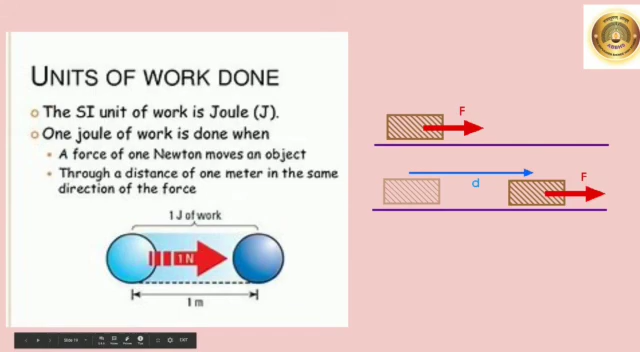 UNITS OF WORK DONE
The SI unit of work is Joule (J).
One joule of work is done when
A force of one Newton moves an object
Through a distance of one meter in the same
direction of the force
1 J of work
1 N
1 m
F
d
F